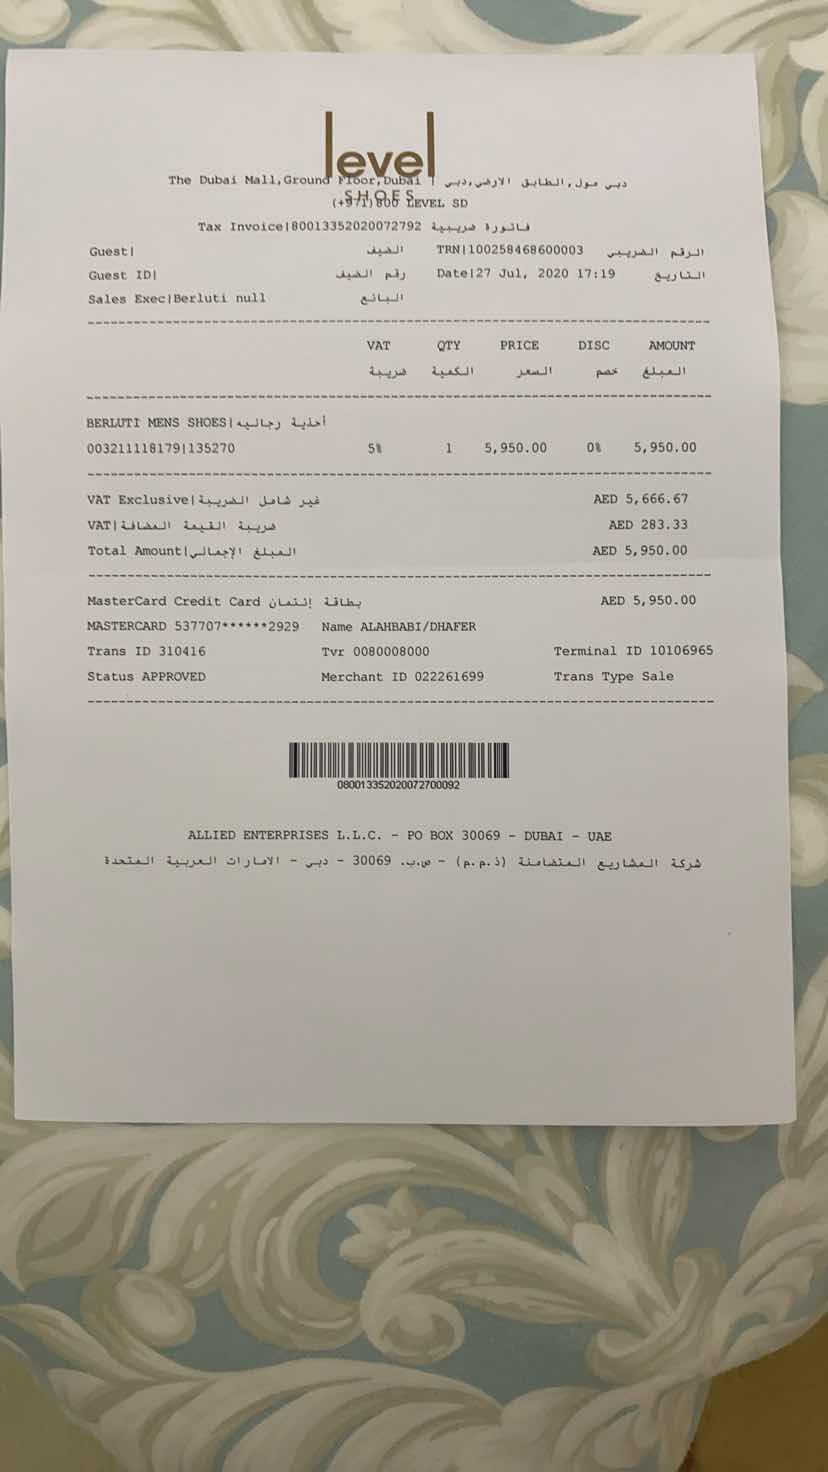 level
SHOES
The Dubai Mall,Ground Floor,Dubai | دبي مول,الطابق الارضي,دبي
(+971)800 LEVEL SD
Tax Invoice|80013352020072792 فاتورة ضريبية
Guest| الضيف TRN|100258468600003 الرقم الضريبي
Guest ID| رقم الضيف Date|27 Jul, 2020 17:19 التاريخ
Sales Exec|Berluti null البائع
VAT QTY PRICE DISC AMOUNT
ضريبة الكمية السعر خصم المبلغ
BERLUTI MENS SHOES|أحذية رجاليه
003211118179|135270 5% 1 5,950.00 0% 5,950.00
VAT Exclusive|غير شامل الضريبة AED 5,666.67
VAT|ضريبة القيمة المضافة AED 283.33
Total Amount|المبلغ الإجمالي AED 5,950.00
MasterCard Credit Card بطاقة إئتمان AED 5,950.00
MASTERCARD 537707******2929 Name ALAHBABI/DHAFER
Trans ID 310416 Tvr 0080008000 Terminal ID 10106965
Status APPROVED Merchant ID 022261699 Trans Type Sale
080013352020072700092
ALLIED ENTERPRISES L.L.C. - PO BOX 30069 - DUBAI - UAE
شركة المشاريع المتضامنة (ذ.م.م) - ص.ب. 30069 - دبي - الامارات العربية المتحدة